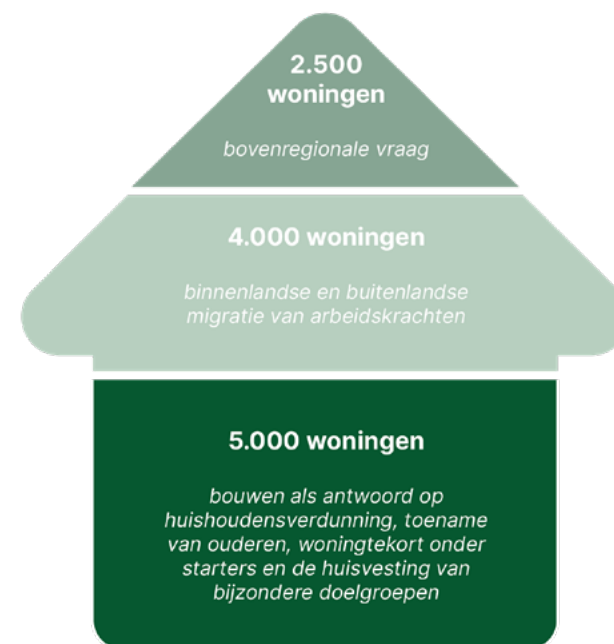 2.500
woningen
bovenregionale vraag
4.000 woningen
binnenlandse en buitenlandse
migratie van arbeidskrachten
5.000 woningen
bouwen als antwoord op
huishoudensverdunning, toename
van ouderen, woningtekort onder
starters en de huisvesting van
bijzondere doelgroepen